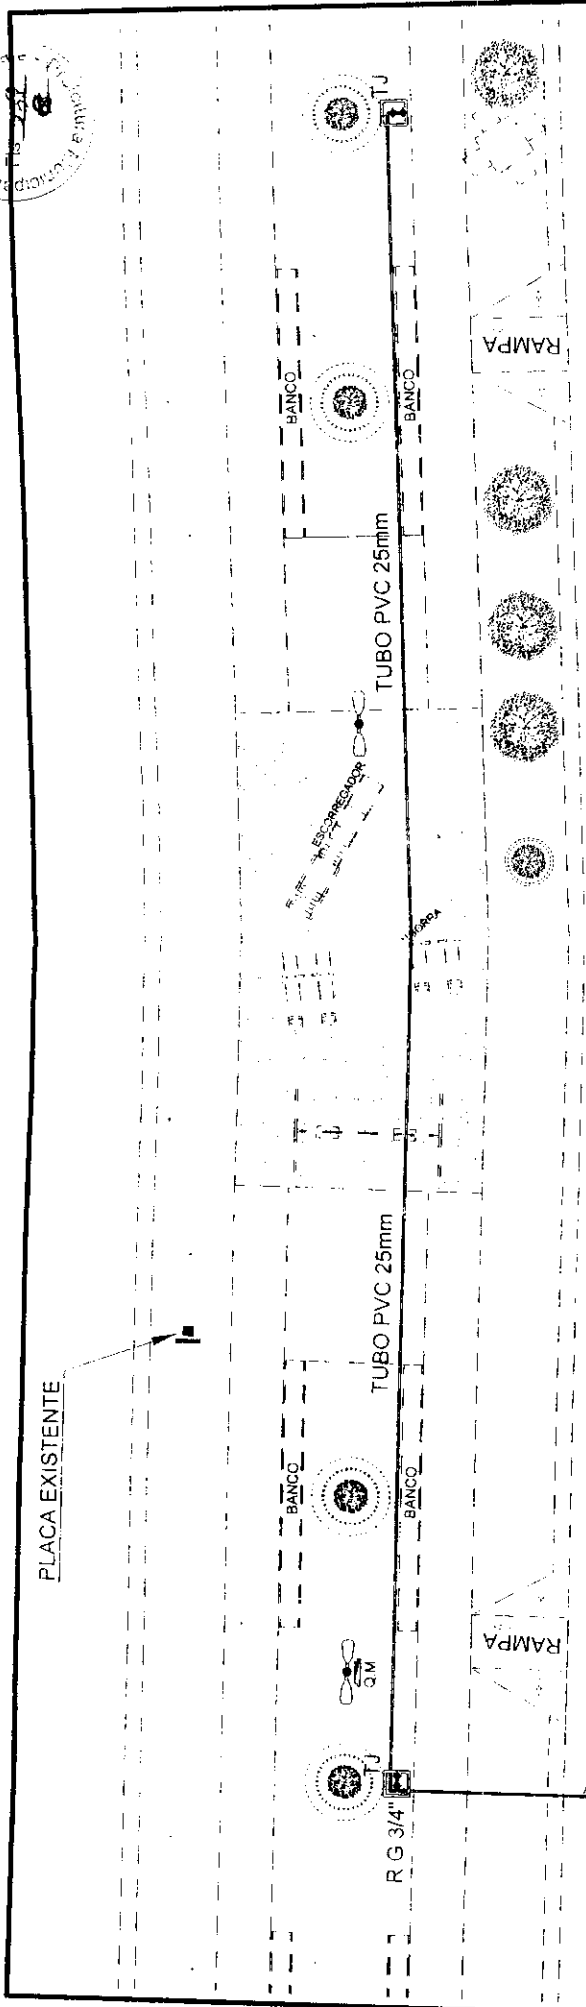 TJ
RAMPA
BANCO
BANCO
TUBO PVC 25mm
ESCORREGADOR
TUBO PVC 25mm
PLACA EXISTENTE
BANCO
BANCO
RAMPA
Q.M
TJ
R G 3/4"